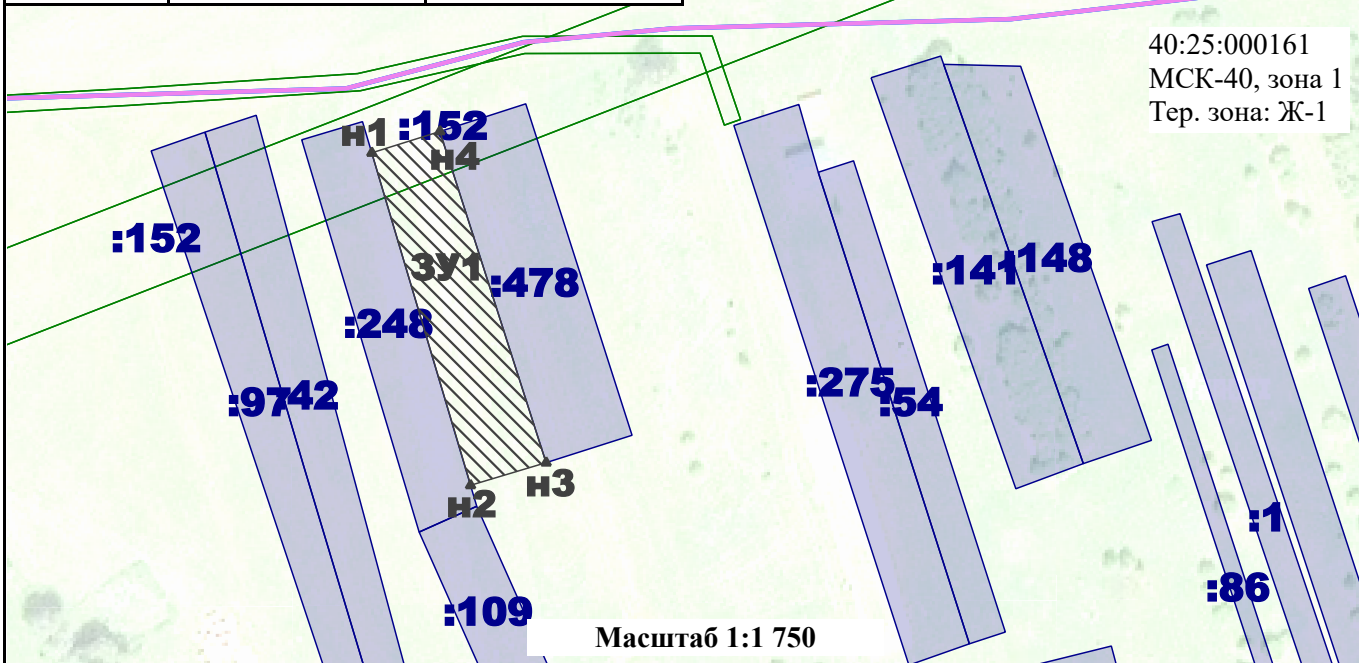 40:25:000161
МСК-40, зона 1
Тер. зона: Ж-1
н1
:152
н4
:152
ЗУ1
:478
:248
:141
:148
:97
:42
:275
:54
н3
н2
:1
:86
:109
Масштаб 1:1 750